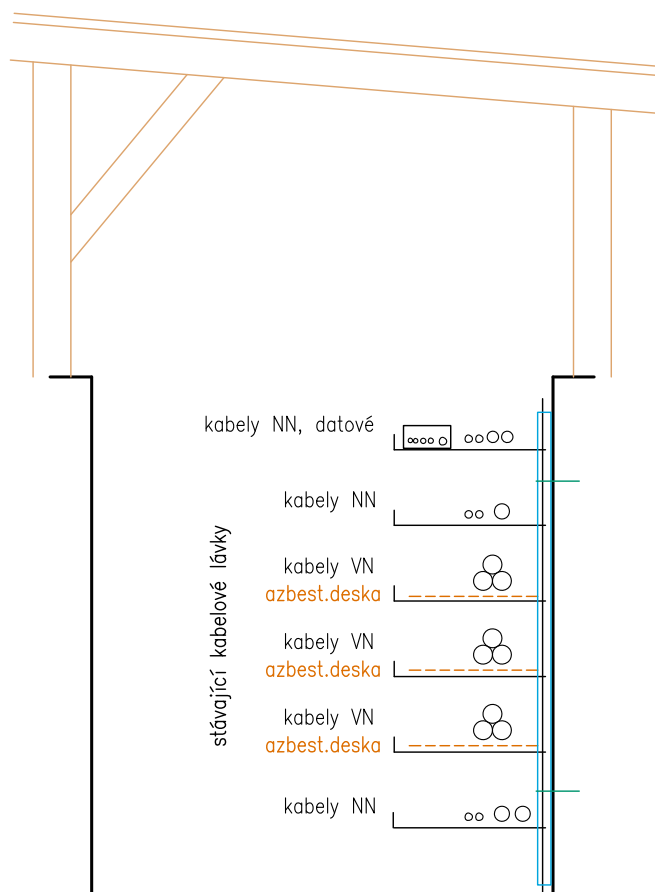 kabely NN, datové
kabely NN
kabely VN
azbest.deska
kabely VN
azbest.deska
kabely VN
azbest.deska
kabely NN
stávající kabelové lávky